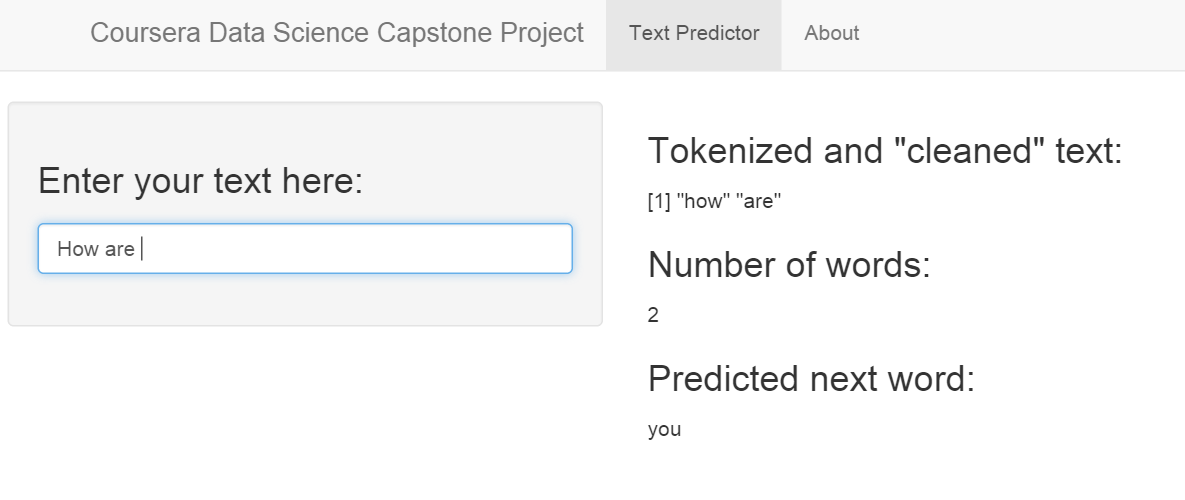 Coursera Data Science Capstone Project Text Predictor About
Enter your text here:
How are
Tokenized and "cleaned" text:
[1] "how" "are"
Number of words:
2
Predicted next word:
you